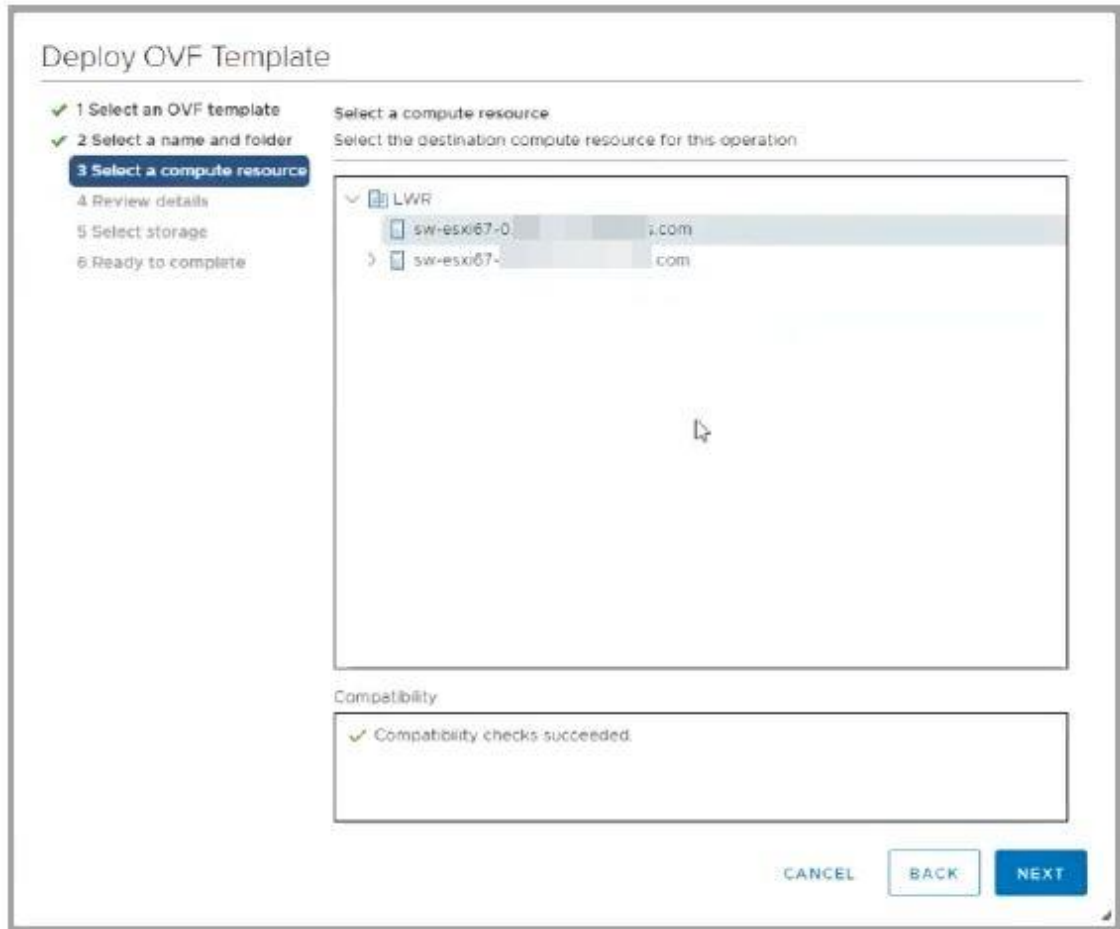 Deploy OVF Template
1 Select an OVF template
2 Select a name and folder
3 Select a compute resource
4 Review details
5 Select storage
6 Ready to complete
Select a compute resource
Select the destination compute resource for this operation
LWR
sw-esxi67-0 s.com
sw-esxi67- com
Compatibility
Compatibility checks succeeded.
CANCEL BACK NEXT